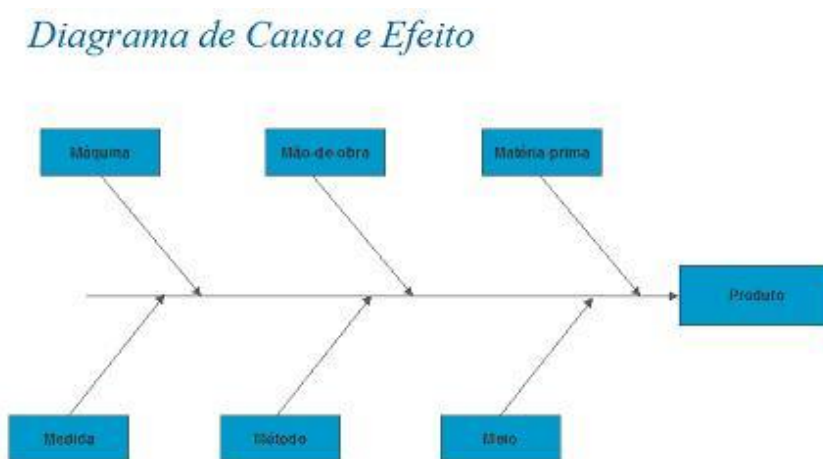 Diagrama de Causa e Efeito
Máquina
Mão-de-obra
Matéria-prima
Produto
Medida
Método
Meio